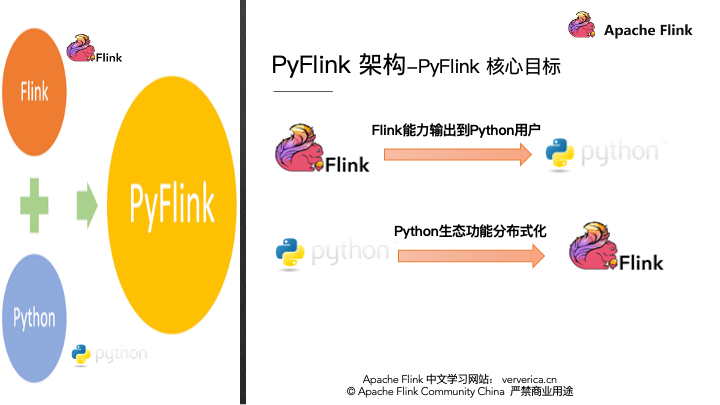 Flink
Flink
PyFlink
Python
python
Apache Flink
PyFlink 架构-PyFlink 核心目标
Flink
Flink能力输出到Python用户
python
python
Python生态功能分布式化
Flink
Apache Flink 中文学习网站： ververica.cn
© Apache Flink Community China 严禁商业用途